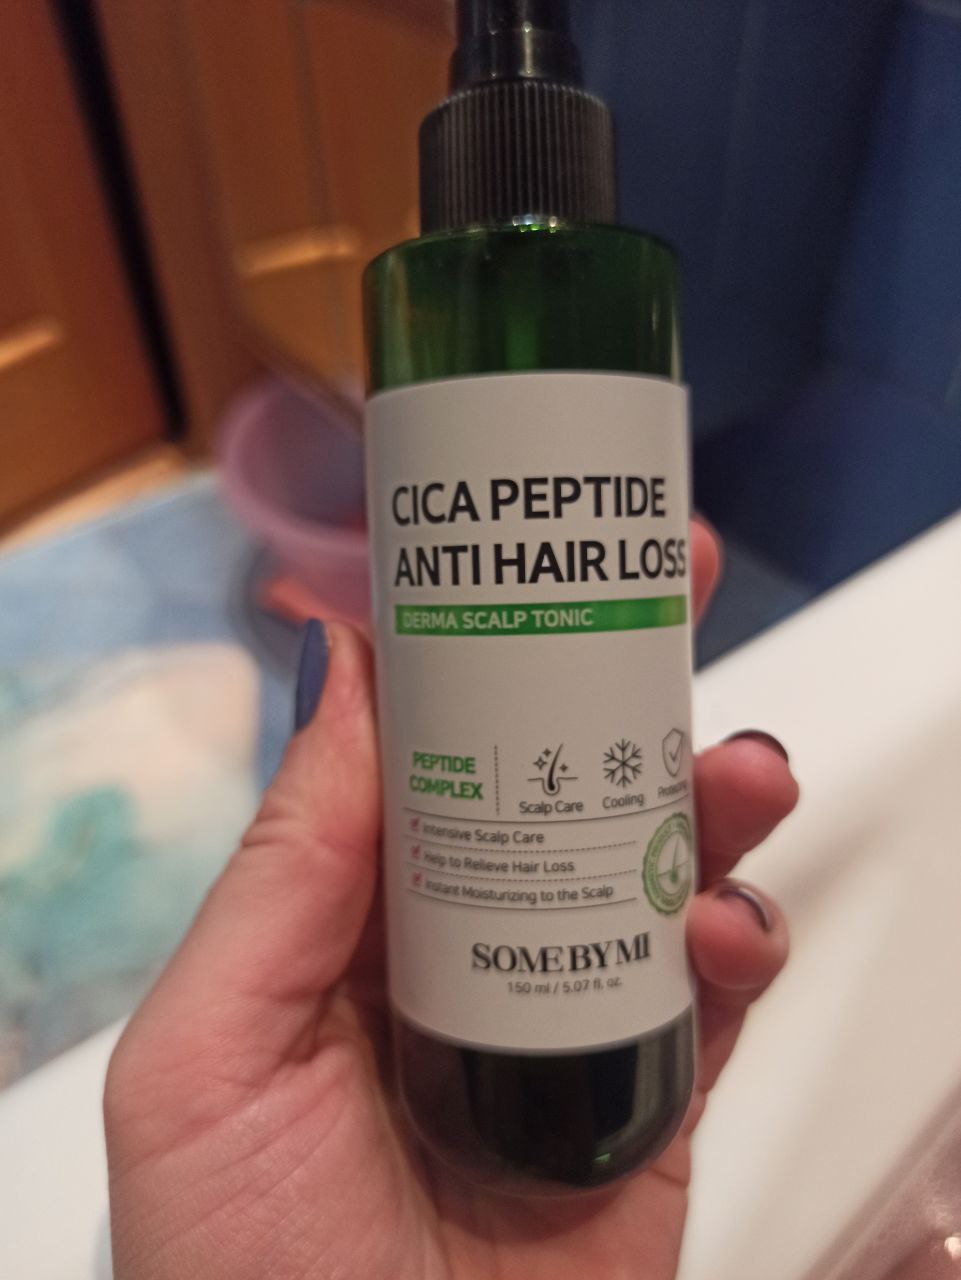 CICA PEPTIDE
ANTI HAIR LOSS
DERMA SCALP TONIC
PEPTIDE
COMPLEX
Scalp Care
Cooling
Protecting
Intensive Scalp Care
Help to Relieve Hair Loss
Instant Moisturizing to the Scalp
SOME BY MI
150 ml / 5.07 fl. oz.